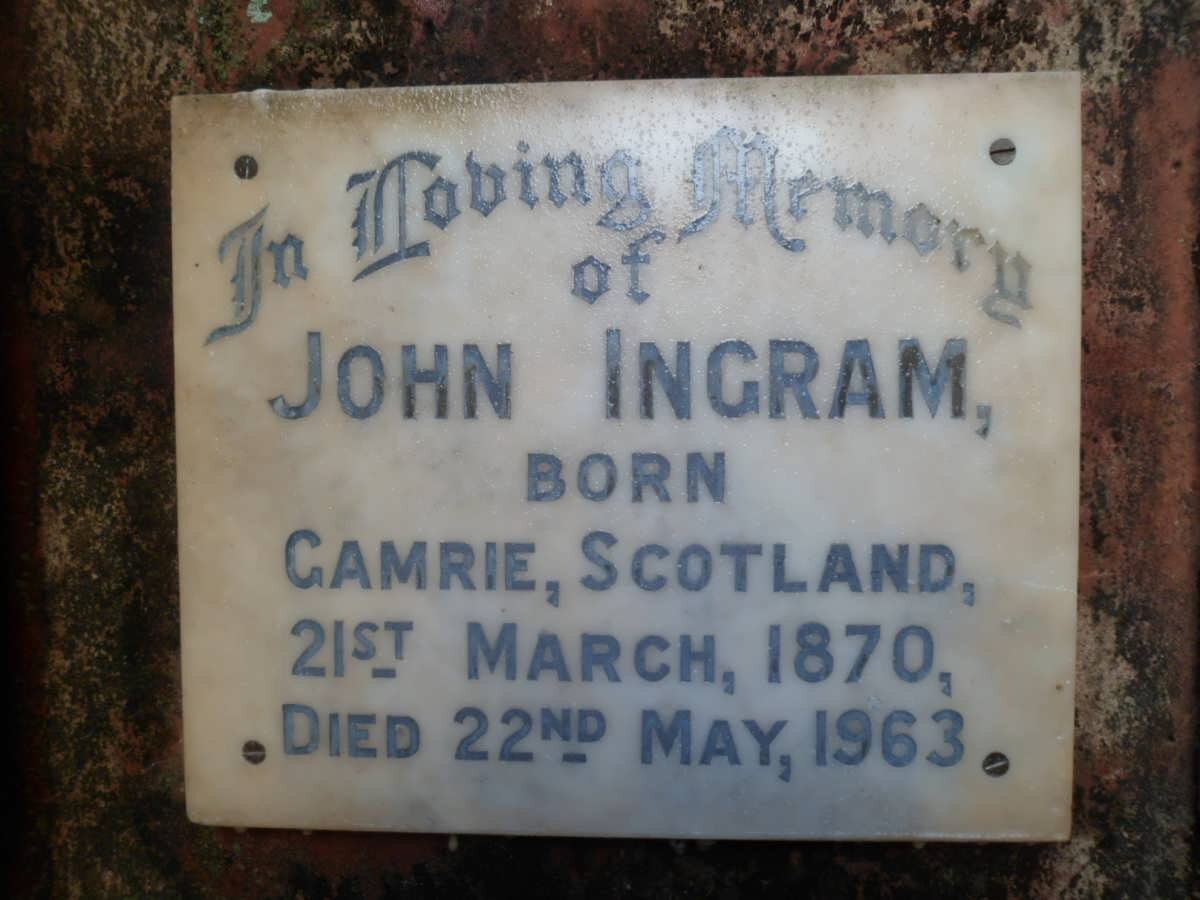 In Loving Memory
of
JOHN INGRAM,
BORN
GAMRIE, SCOTLAND,
21ST MARCH, 1870,
DIED 22ND MAY, 1963